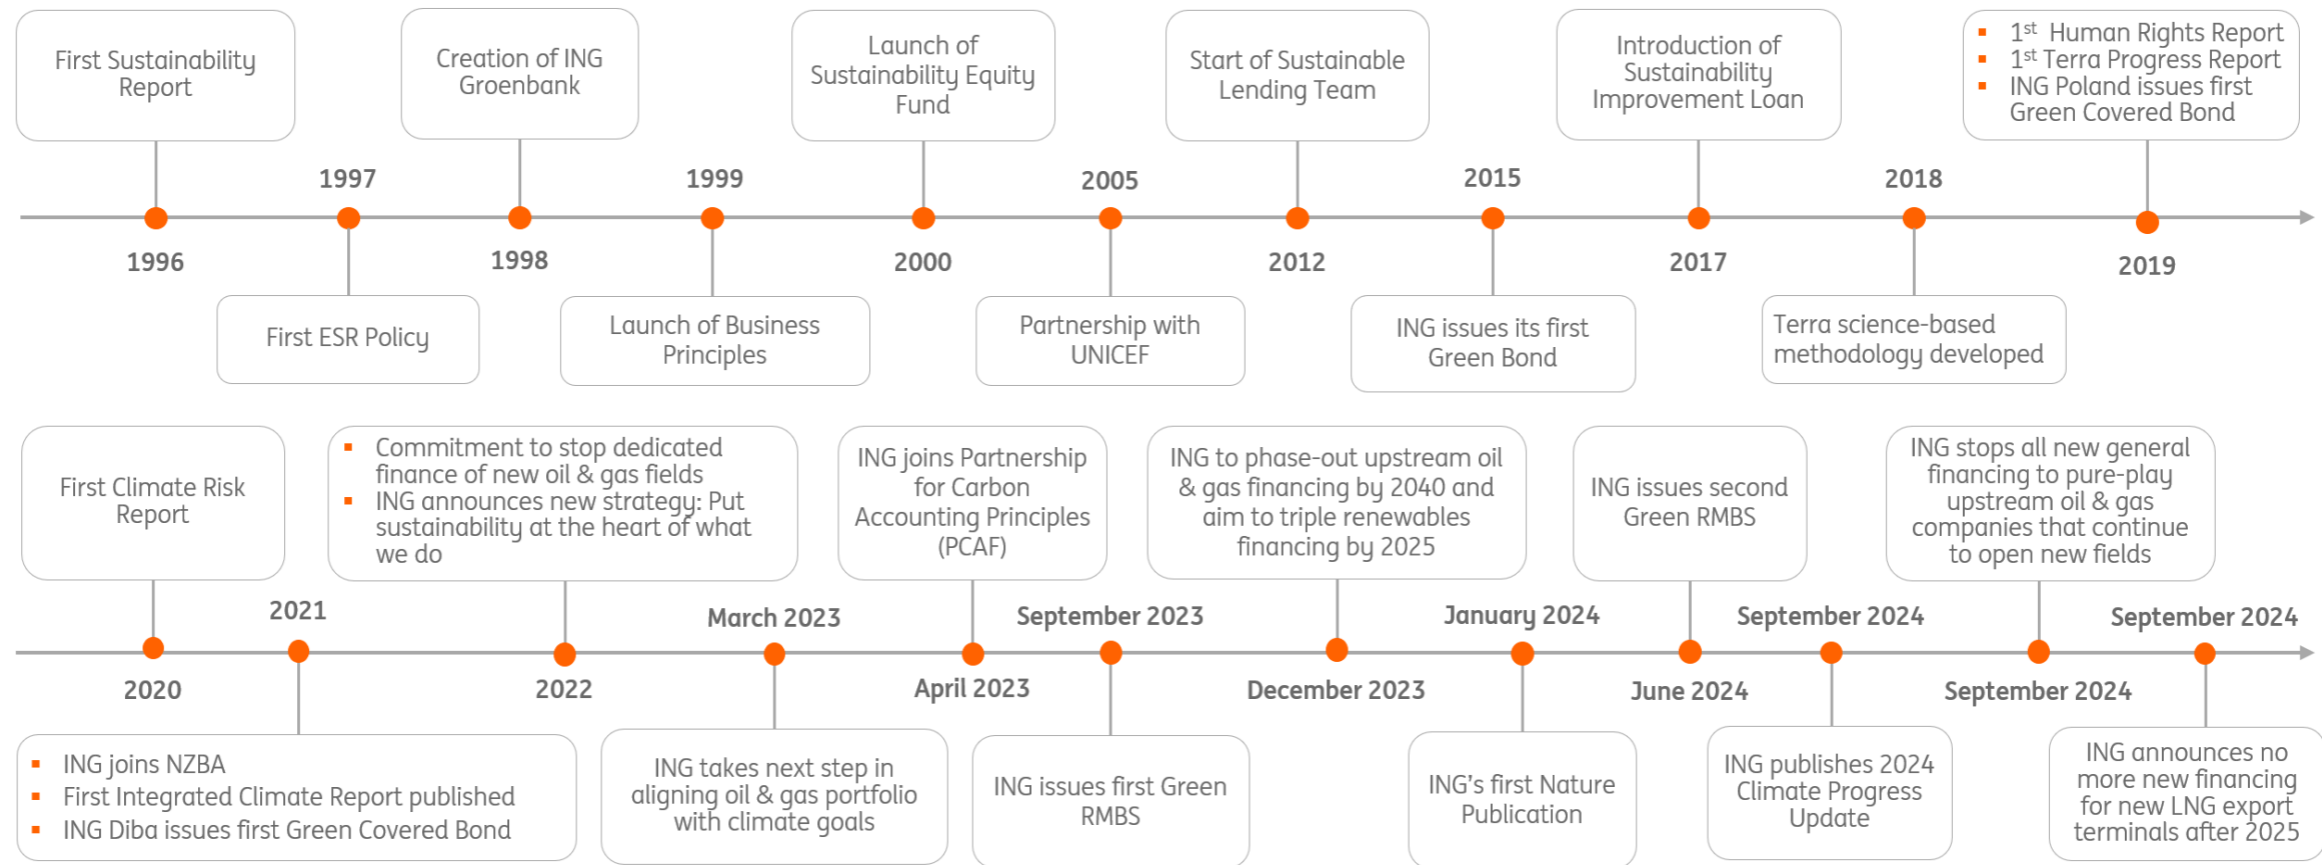 First Sustainability
Report
1996
1997
First ESR Policy
Creation of ING
Groenbank
1998
1999
Launch of Business
Principles
Launch of
Sustainability Equity
Fund
2000
2005
Partnership with
UNICEF
Start of Sustainable
Lending Team
2012
2015
ING issues its first
Green Bond
Introduction of
Sustainability
Improvement Loan
2017
2018
Terra science-based
methodology developed
▪ 1st Human Rights Report
▪ 1st Terra Progress Report
▪ ING Poland issues first
Green Covered Bond
2019
First Climate Risk
Report
2020
2021
▪ ING joins NZBA
▪ First Integrated Climate Report published
▪ ING Diba issues first Green Covered Bond
▪ Commitment to stop dedicated
finance of new oil & gas fields
▪ ING announces new strategy: Put
sustainability at the heart of what
we do
2022
March 2023
ING takes next step in
aligning oil & gas portfolio
with climate goals
ING joins Partnership
for Carbon
Accounting Principles
(PCAF)
April 2023
September 2023
ING issues first Green
RMBS
ING to phase-out upstream oil
& gas financing by 2040 and
aim to triple renewables
financing by 2025
December 2023
January 2024
ING's first Nature
Publication
ING issues second
Green RMBS
June 2024
September 2024
ING publishes 2024
Climate Progress
Update
ING stops all new general
financing to pure-play
upstream oil & gas
companies that continue
to open new fields
September 2024
September 2024
ING announces no
more new financing
for new LNG export
terminals after 2025